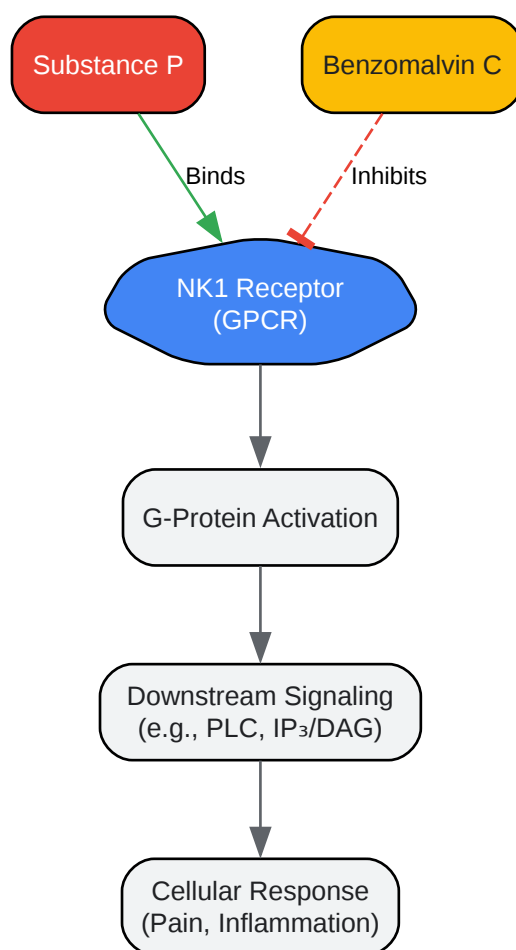 Substance P
Benzomalvin C
Binds
Inhibits
NK1 Receptor
(GPCR)
G-Protein Activation
Downstream Signaling
(e.g., PLC, IP₃/DAG)
Cellular Response
(Pain, Inflammation)